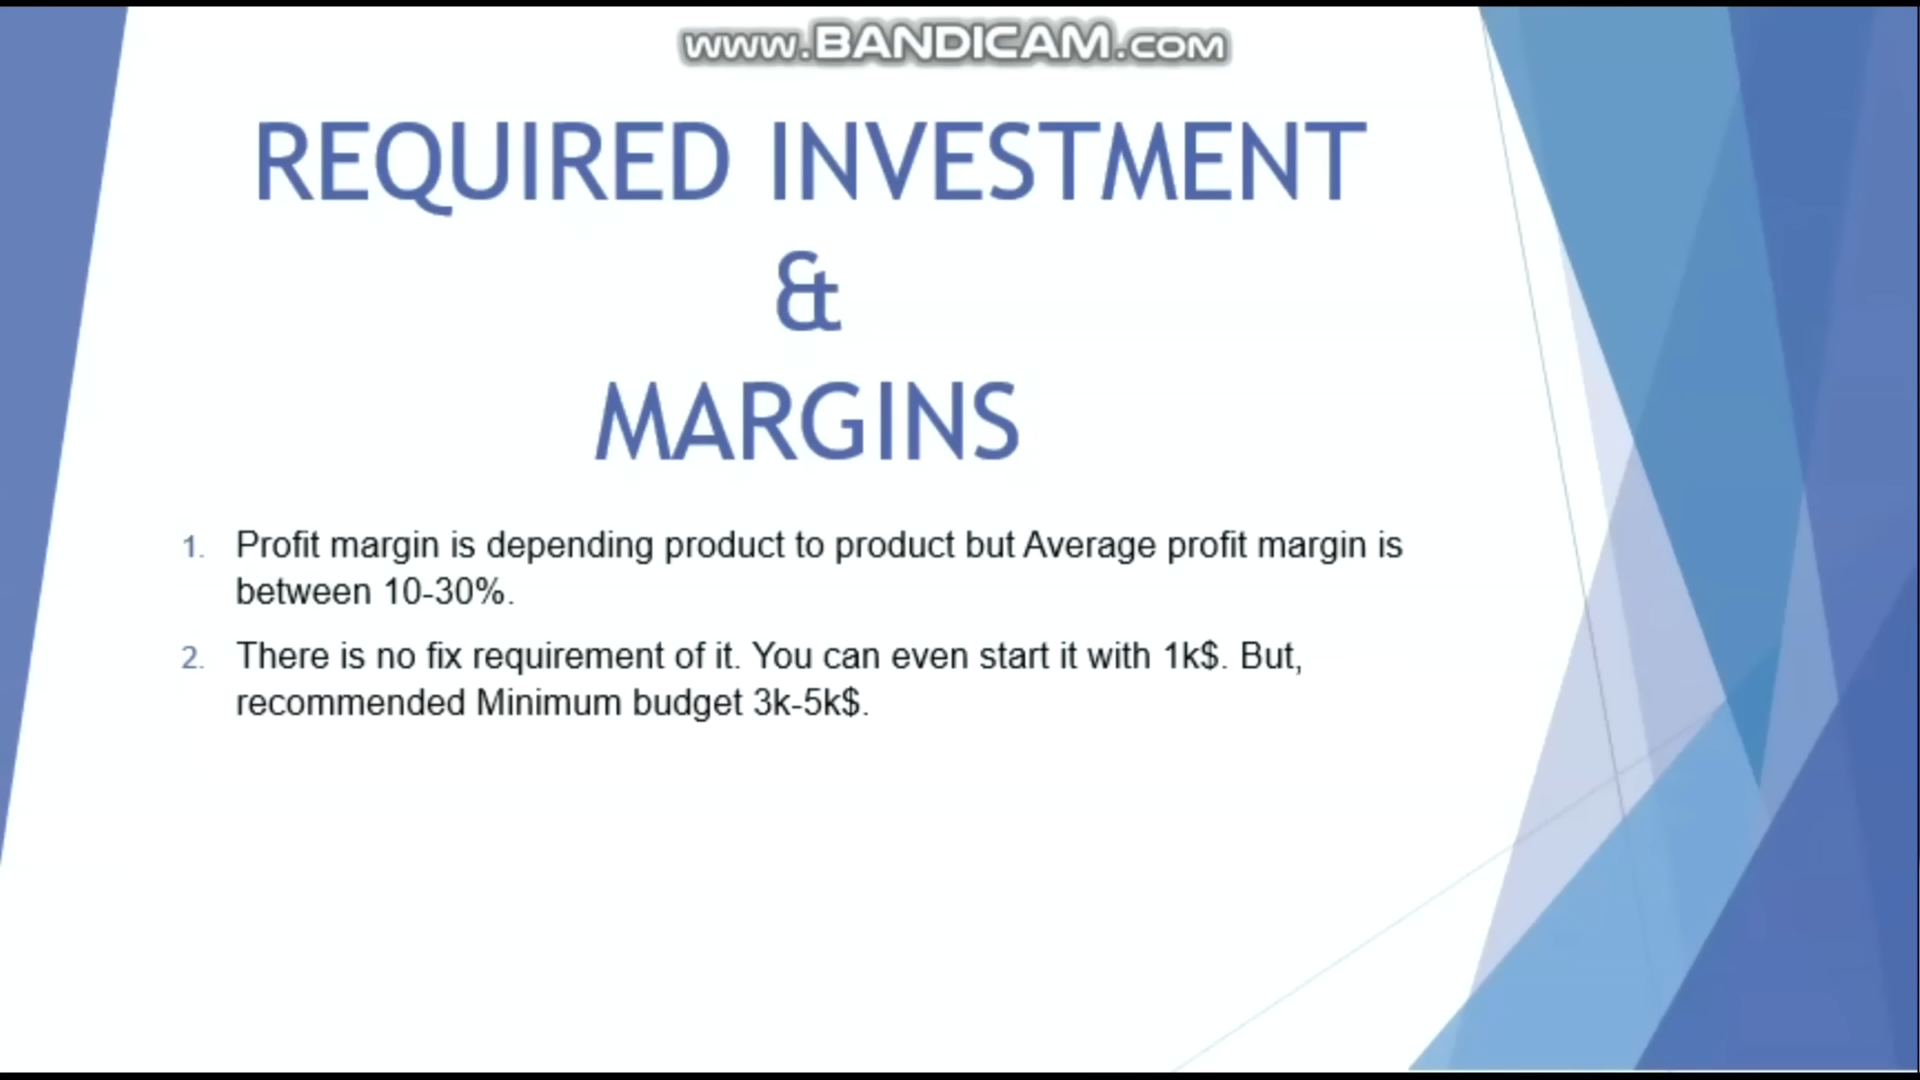 www.BANDICAM.com
REQUIRED INVESTMENT
&
MARGINS
1. Profit margin is depending product to product but Average profit margin is
between 10-30%.
2. There is no fix requirement of it. You can even start it with 1k$. But,
recommended Minimum budget 3k-5k$.